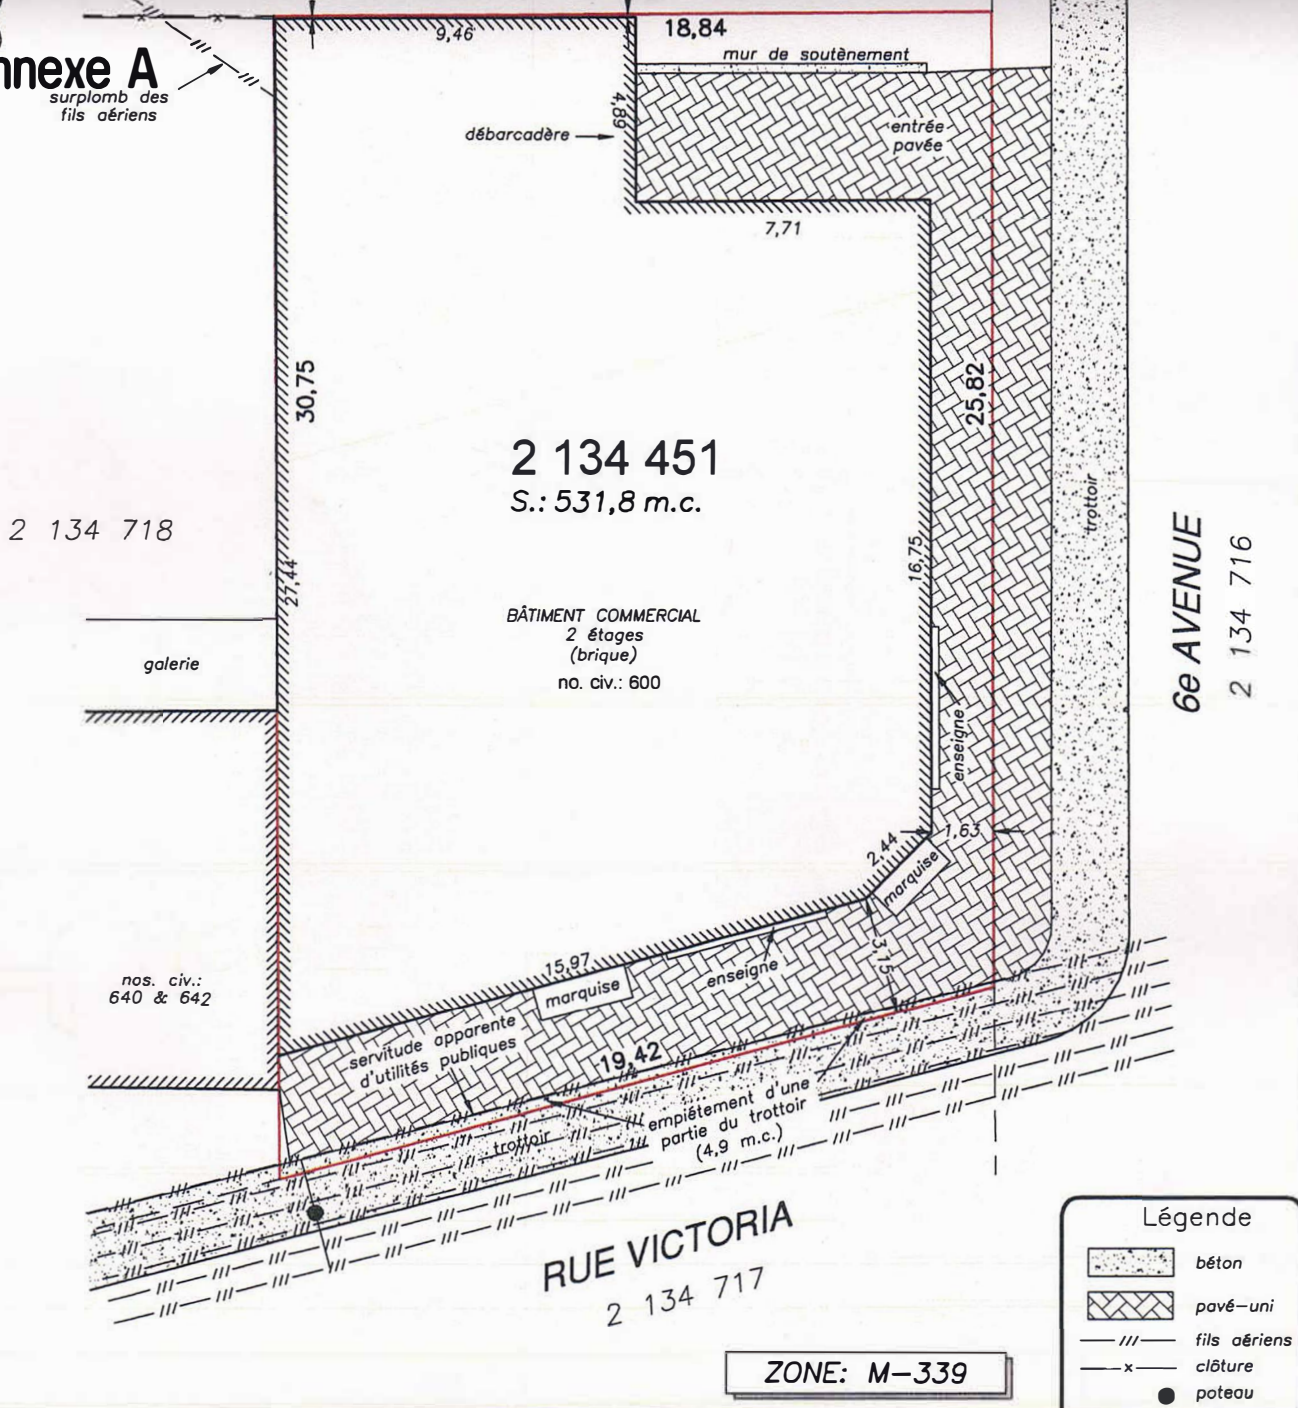 nnexe A
surplomb des
fils aériens
9,46
18,84
mur de soutènement
débarcadère
4,89
entrée
pavée
7,71
30,75
25,82
2 134 451
S.: 531,8 m.c.
trottoir
2 134 718
27,44
16,75
6e AVENUE
2 134 716
BÂTIMENT COMMERCIAL
2 étages
(brique)
no. civ.: 600
galerie
enseigne
1,63
2,44
marquise
3,15
15,97
marquise
enseigne
nos. civ.:
640 & 642
servitude apparente
d'utilités publiques
19,42
empiétement d'une
partie du trottoir
(4,9 m.c.)
trottoir
RUE VICTORIA
2 134 717
Légende
béton
pavé-uni
fils aériens
clôture
poteau
ZONE: M-339